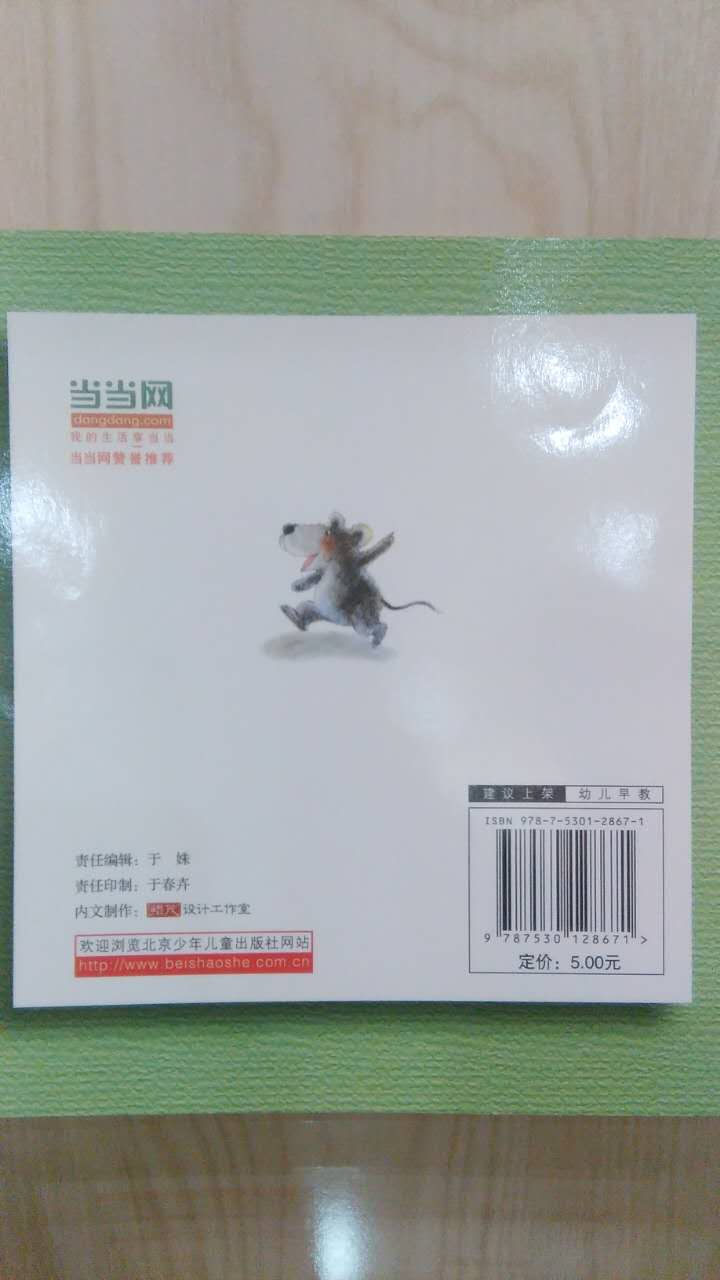 当当网
dangdang.com
我的生活享当当
当当网赞誉推荐
建议上架 幼儿早教
ISBN 978-7-5301-2867-1
9 787530 128671 >
定价：5.00元
责任编辑：于 姝
责任印制：于春卉
内文制作：设计工作室
欢迎浏览北京少年儿童出版社网站
http://www.beishaoshe.com.cn